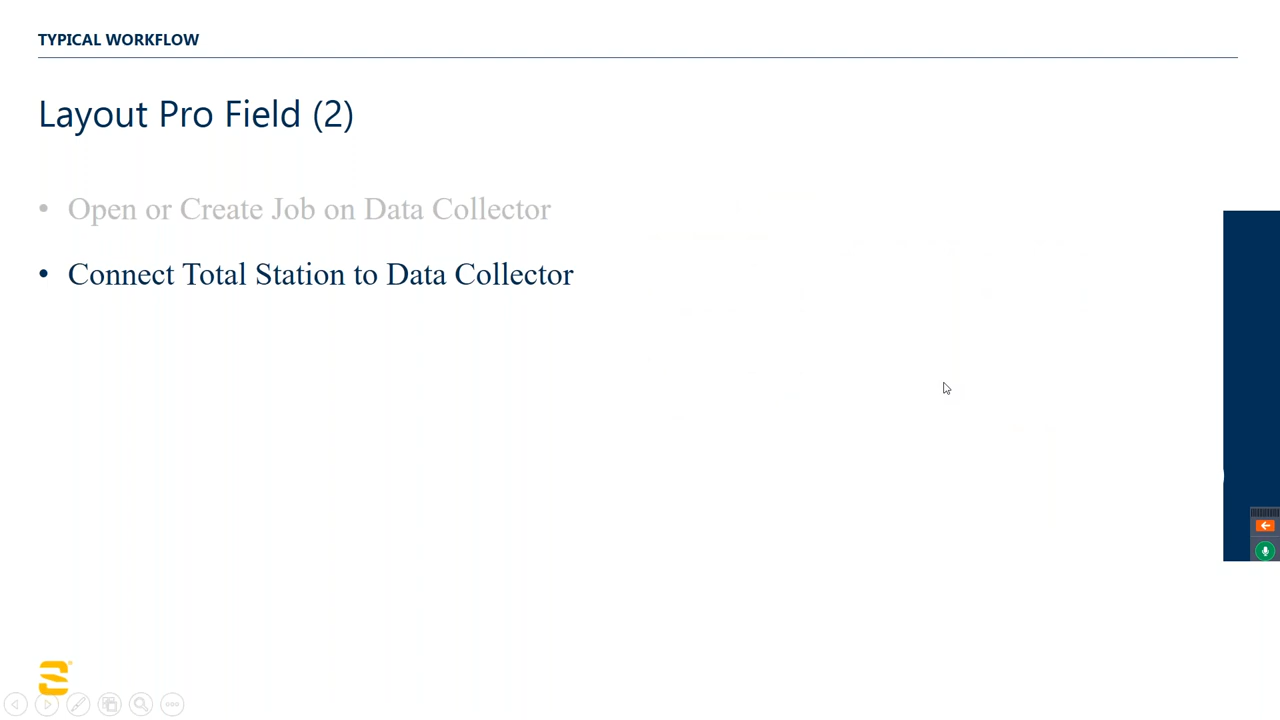 TYPICAL WORKFLOW
Layout Pro Field (2)
• Open or Create Job on Data Collector
• Connect Total Station to Data Collector